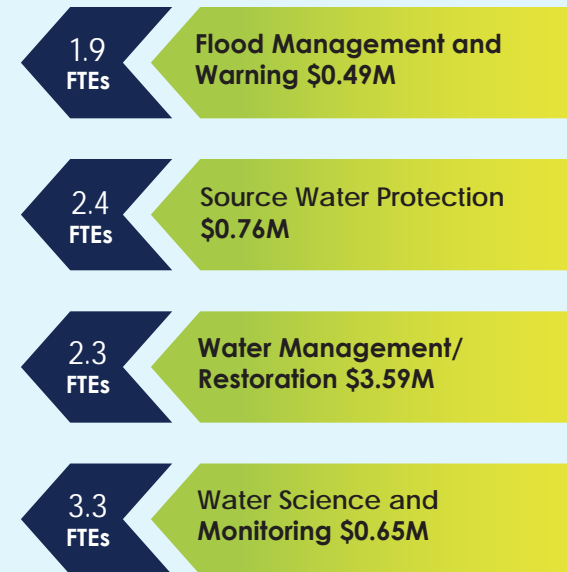 1.9
FTEs
Flood Management and
Warning $0.49M
2.4
FTEs
Source Water Protection
$0.76M
2.3
FTEs
Water Management/
Restoration $3.59M
3.3
FTEs
Water Science and
Monitoring $0.65M